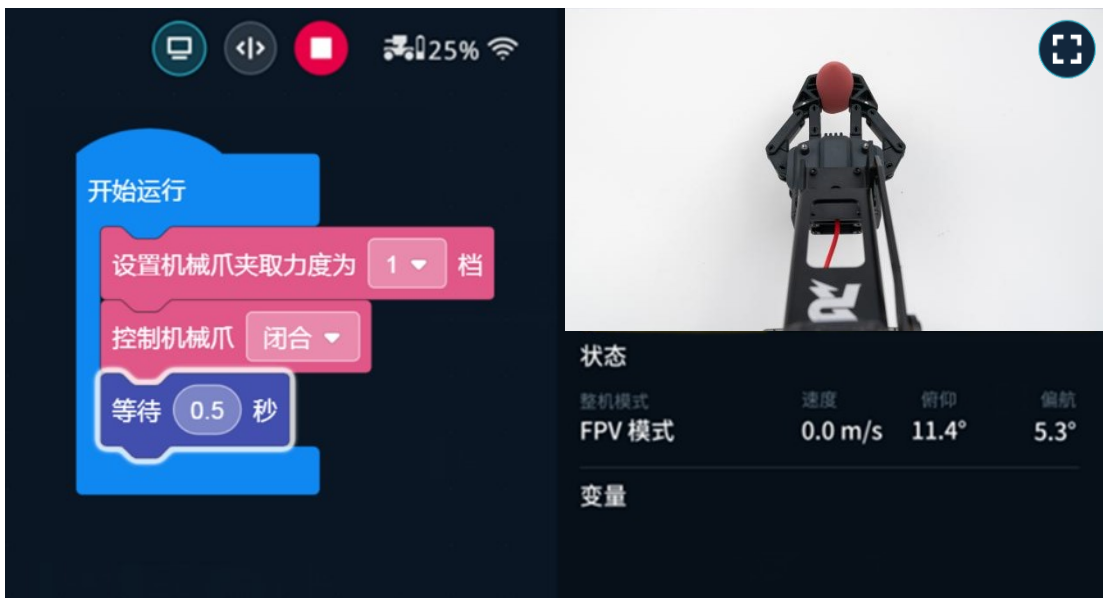 25%
开始运行
设置机械爪夹取力度为 1 档
控制机械爪 闭合
等待 0.5 秒
状态
整机模式 速度 俯仰 偏航
FPV 模式 0.0 m/s 11.4° 5.3°
变量